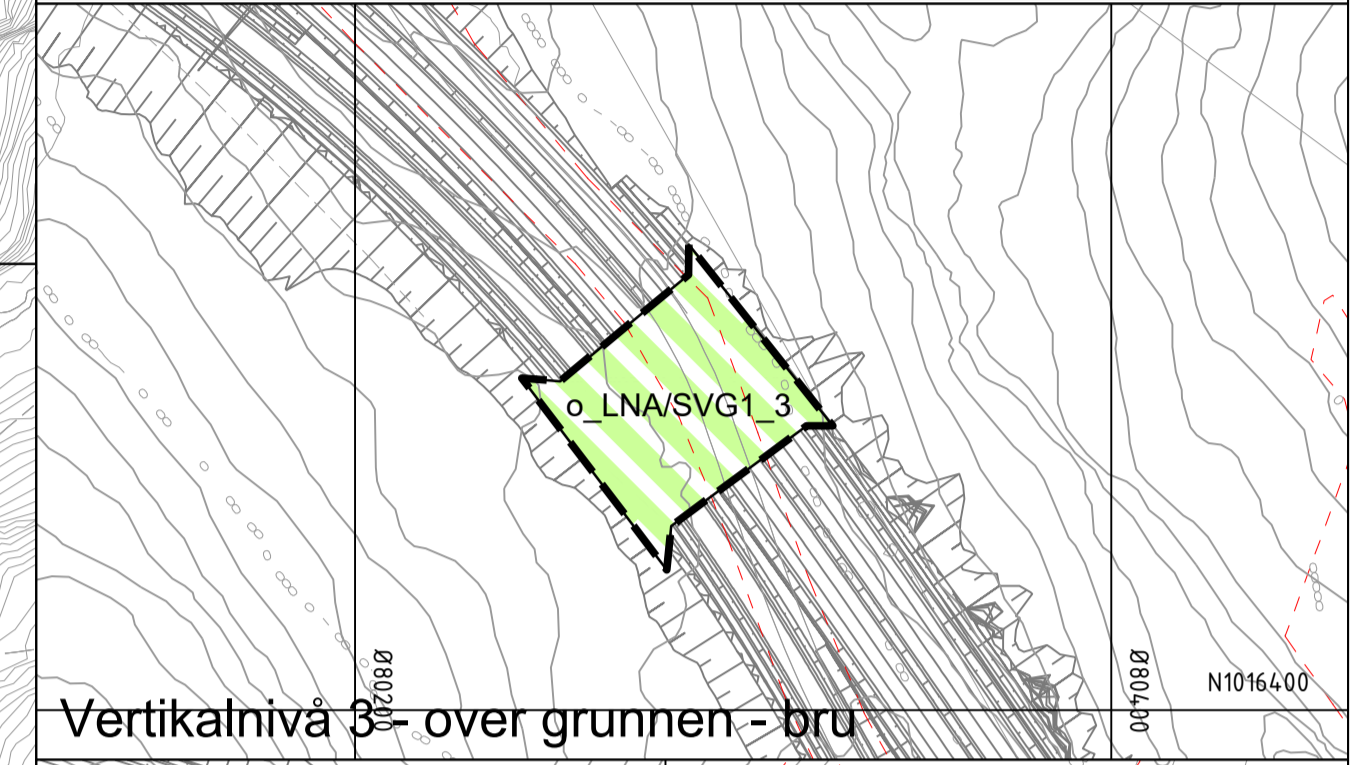 o_LNA/SVG1_3
Ø80200
Ø80400
N1016400
Vertikalnivå 3 - over grunnen - bru